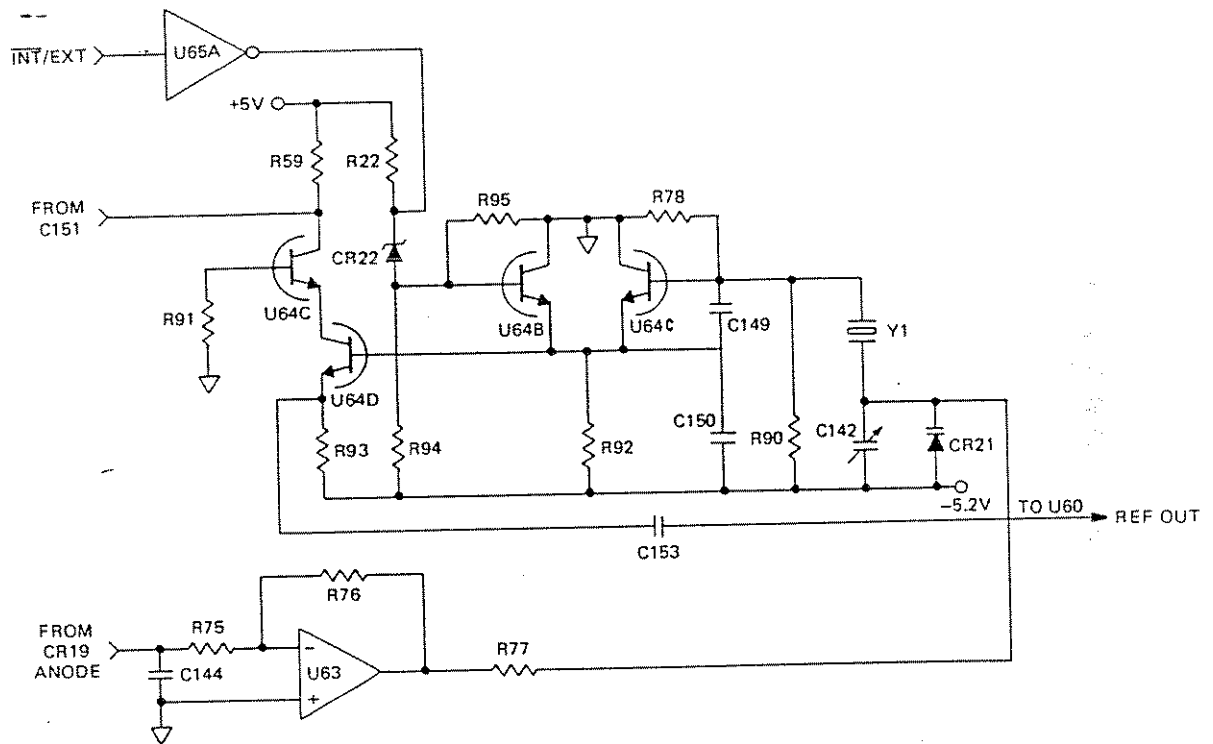 INT/EXT
U65A
+5V
R59
R22
FROM
C151
R95
R78
CR22
R91
U64C
U64B
U64C
C149
Y1
U64D
R93
R94
R92
C150
R90
C142
CR21
-5.2V
TO U60
REF OUT
C153
R76
FROM
CR19
ANODE
R75
C144
-
+
U63
R77